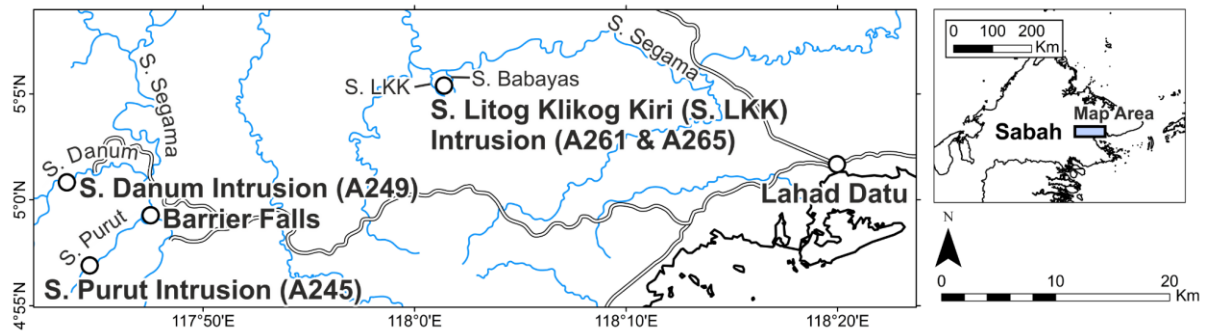 S. Segama
S. Segama
S. LKK
S. Babayas
S. Litog Klikog Kiri (S. LKK)
Intrusion (A261 & A265)
S. Danum
S. Danum Intrusion (A249)
Barrier Falls
S. Purut
S. Purut Intrusion (A245)
Lahad Datu
5°5'N
5°0'N
4°55'N
117°50'E
118°0'E
118°10'E
118°20'E
0 100 200
Km
Sabah
Map Area
N
0 10 20
Km